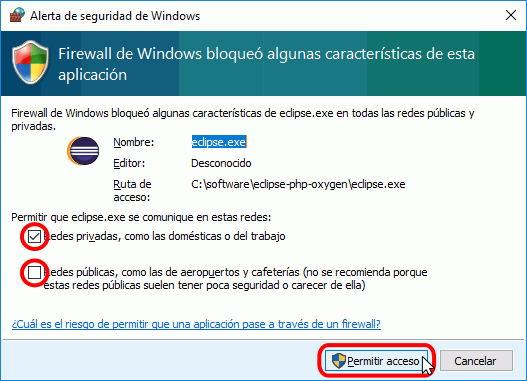 Alerta de seguridad de Windows
Firewall de Windows bloqueó algunas características de esta
aplicación
Firewall de Windows bloqueó algunas características de eclipse.exe en todas las redes públicas y
privadas.
Nombre: eclipse.exe
Editor: Desconocido
Ruta de C:\software\eclipse-php-oxygen\eclipse.exe
acceso:
Permitir que eclipse.exe se comunique en estas redes:
Redes privadas, como las domésticas o del trabajo
Redes públicas, como las de aeropuertos y cafeterías (no se recomienda porque
estas redes públicas suelen tener poca seguridad o carecer de ella)
¿Cuál es el riesgo de permitir que una aplicación pase a través de un firewall?
Permitir acceso Cancelar